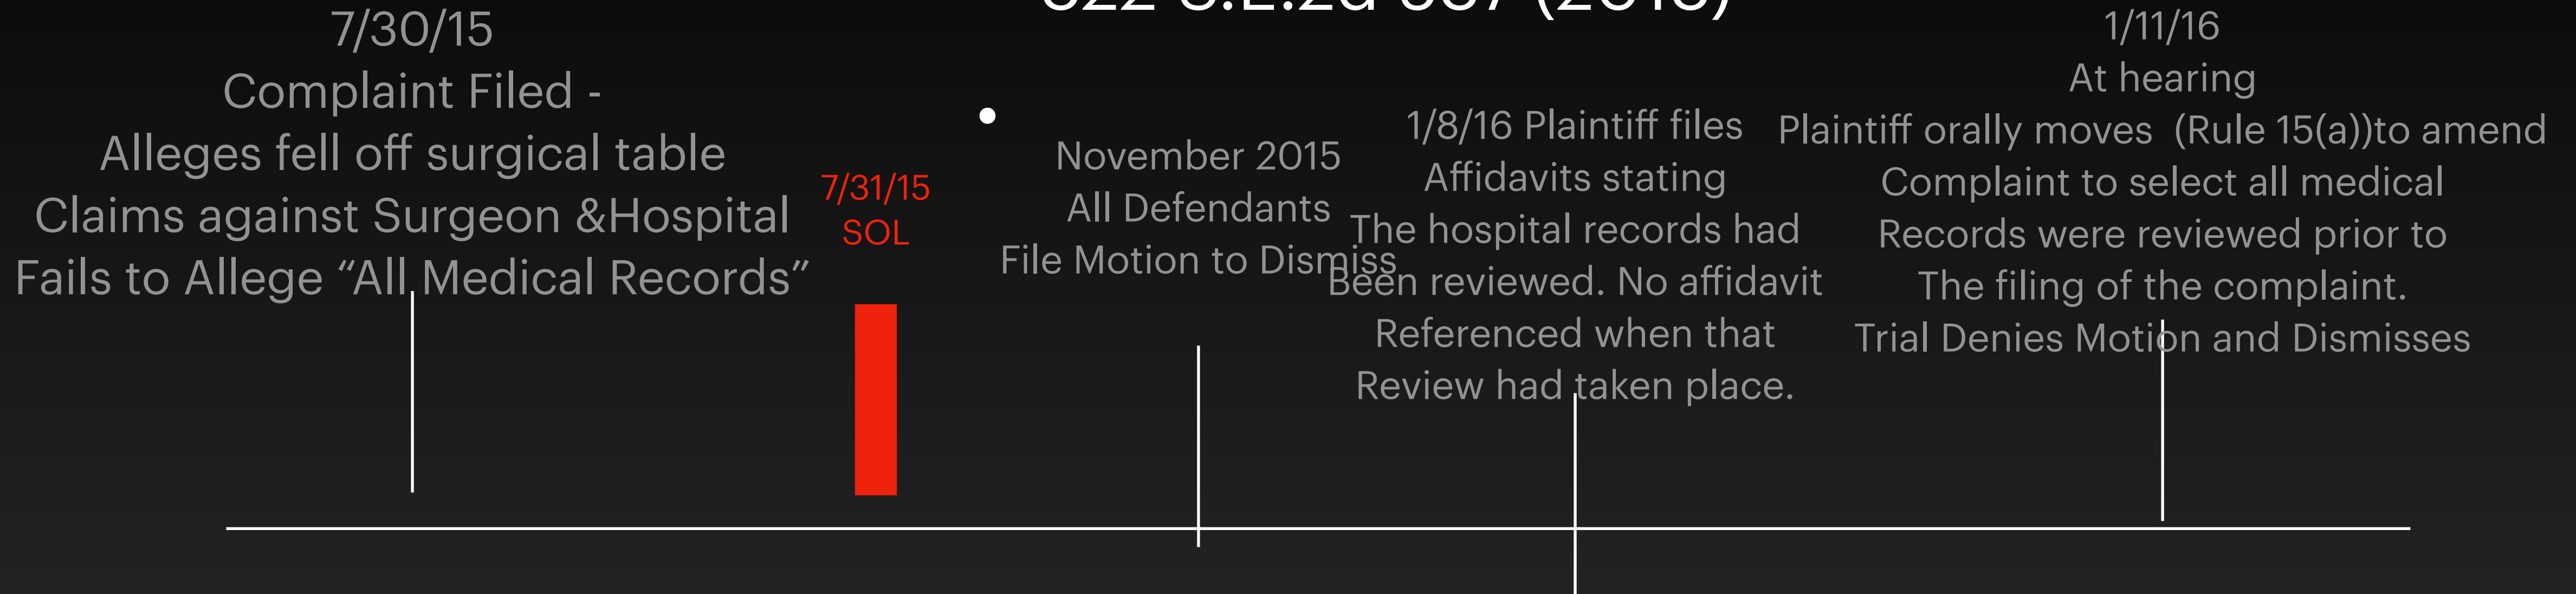 7/30/15
Complaint Filed -
Alleges fell off surgical table
Claims against Surgeon &Hospital
Fails to Allege “All Medical Records”
7/31/15
SOL
November 2015
All Defendants
File Motion to Dismiss
1/8/16 Plaintiff files
Affidavits stating
The hospital records had
Been reviewed. No affidavit
Referenced when that
Review had taken place.
1/11/16
At hearing
Plaintiff orally moves (Rule 15(a))to amend
Complaint to select all medical
Records were reviewed prior to
The filing of the complaint.
Trial Denies Motion and Dismisses